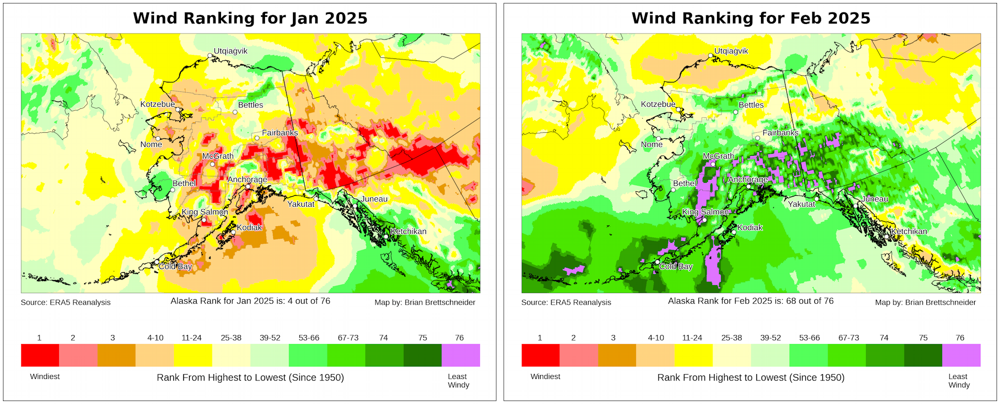 Wind Ranking for Jan 2025
Utqiaġvik
Kotzebue
Bettles
Fairbanks
Nome
McGrath
Anchorage
Bethel
Juneau
Yakutat
King Salmon
Kodiak
Ketchikan
Cold Bay
Source: ERA5 Reanalysis
Alaska Rank for Jan 2025 is: 4 out of 76
Map by: Brian Brettschneider
1 2 3 4-10 11-24 25-38 39-52 53-66 67-73 74 75 76
Windiest
Rank From Highest to Lowest (Since 1950)
Least
Windy
Wind Ranking for Feb 2025
Utqiaġvik
Kotzebue
Bettles
Fairbanks
Nome
McGrath
Anchorage
Bethel
Juneau
Yakutat
King Salmon
Kodiak
Ketchikan
Cold Bay
Source: ERA5 Reanalysis
Alaska Rank for Feb 2025 is: 68 out of 76
Map by: Brian Brettschneider
1 2 3 4-10 11-24 25-38 39-52 53-66 67-73 74 75 76
Windiest
Rank From Highest to Lowest (Since 1950)
Least
Windy